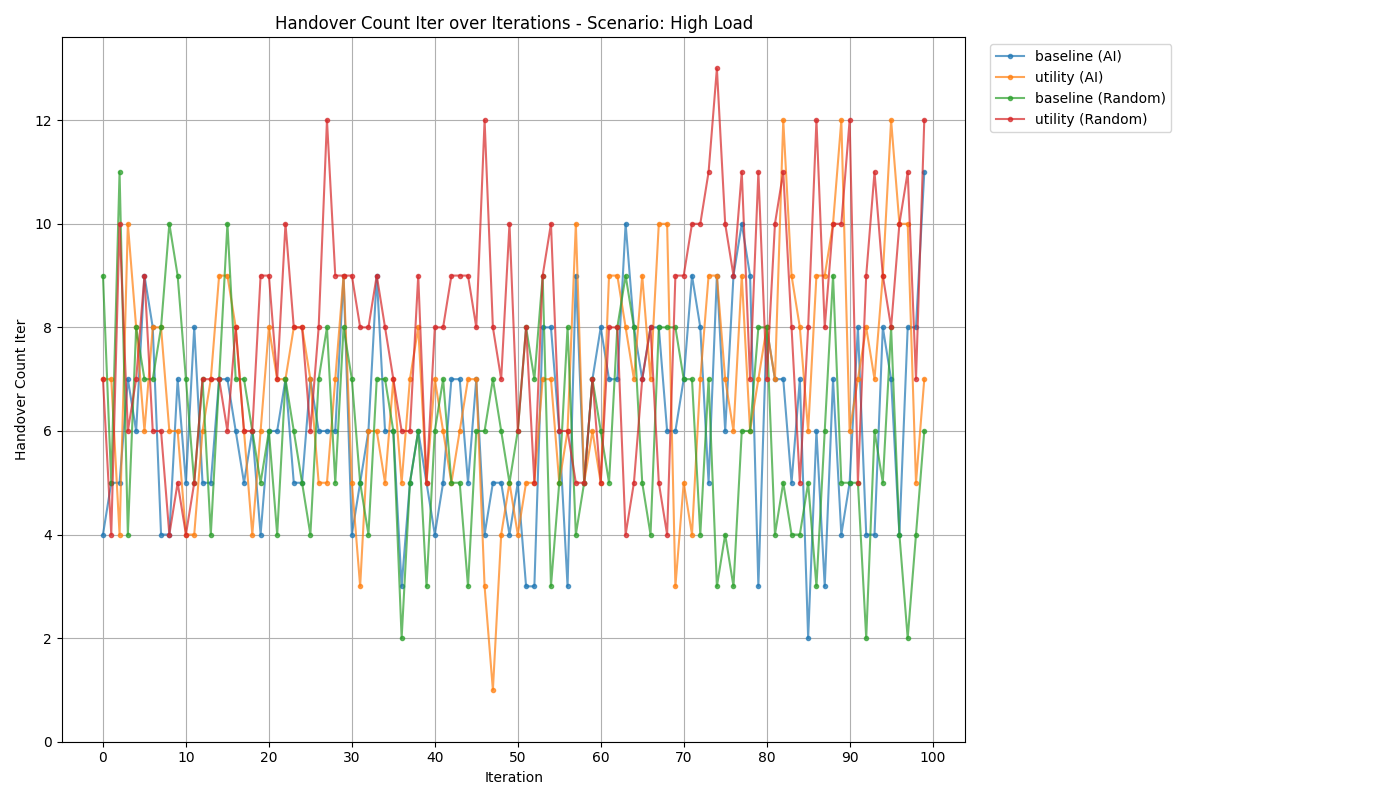 Handover Count Iter over Iterations - Scenario: High Load
baseline (AI)
utility (AI)
baseline (Random)
utility (Random)
Handover Count Iter
12
10
8
6
4
2
0
0 10 20 30 40 50 60 70 80 90 100
Iteration